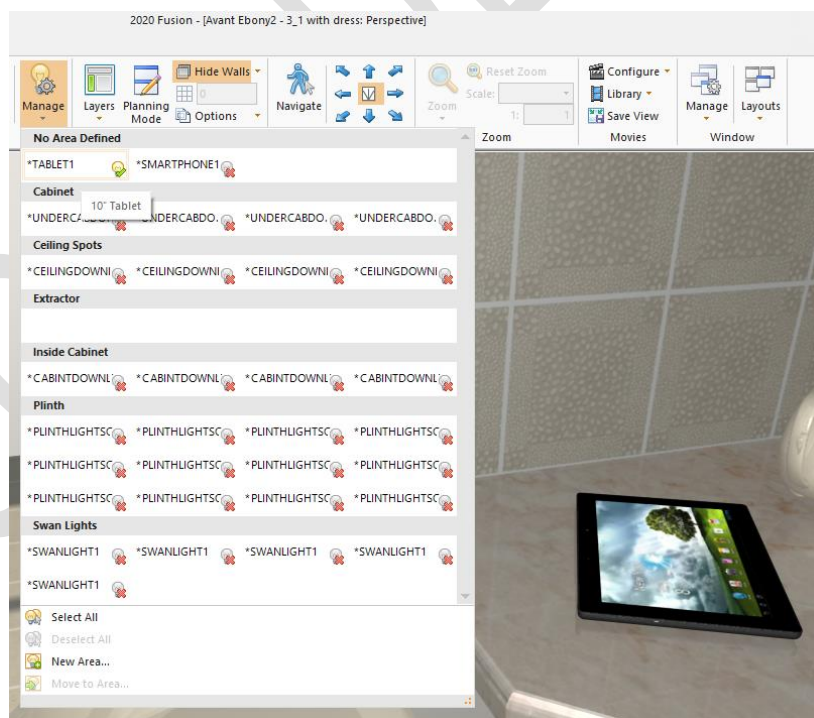 2020 Fusion - [Avant Ebony2 - 3_1 with dress: Perspective]
Manage
Layers
Planning Mode
Hide Walls
0
Options
Navigate
Zoom
Reset Zoom
Scale:
1: 1
Configure
Library
Save View
Manage
Layouts
Zoom
Movies
Window
No Area Defined
*TABLET1 *SMARTPHONE1
10" Tablet
Cabinet
*UNDERCABDO. *UNDERCABDO. *UNDERCABDO.
Ceiling Spots
*CEILINGDOWNI *CEILINGDOWNI *CEILINGDOWNI *CEILINGDOWNI
Extractor
Inside Cabinet
*CABINTDOWNL *CABINTDOWNL *CABINTDOWNL *CABINTDOWNL
Plinth
*PLINTHLIGHTSC *PLINTHLIGHTSC *PLINTHLIGHTSC *PLINTHLIGHTSC
*PLINTHLIGHTSC *PLINTHLIGHTSC *PLINTHLIGHTSC *PLINTHLIGHTSC
*PLINTHLIGHTSC *PLINTHLIGHTSC *PLINTHLIGHTSC *PLINTHLIGHTSC
Swan Lights
*SWANLIGHT1 *SWANLIGHT1 *SWANLIGHT1 *SWANLIGHT1
*SWANLIGHT1
Select All
Deselect All
New Area...
Move to Area...